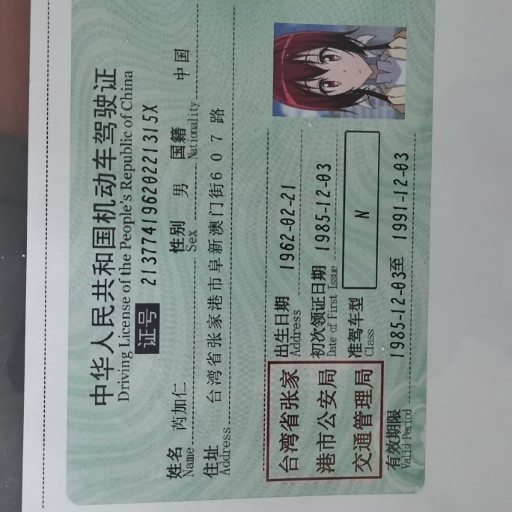 中华人民共和国机动车驾驶证
Driving License of the People's Republic of China
证号 21377419620221315X
姓名 芮加仁 性别 男 国籍 中国
Name Sex Nationality
住址 台湾省张家港市阜新澳门街607路
Address
出生日期 1962-02-21
Address
初次领证日期 1985-12-03
Date of First Issue
准驾车型 N
Class
台湾省张家
港市公安局
交通管理局
有效期限 1985-12-03至 1991-12-03
Valid Period